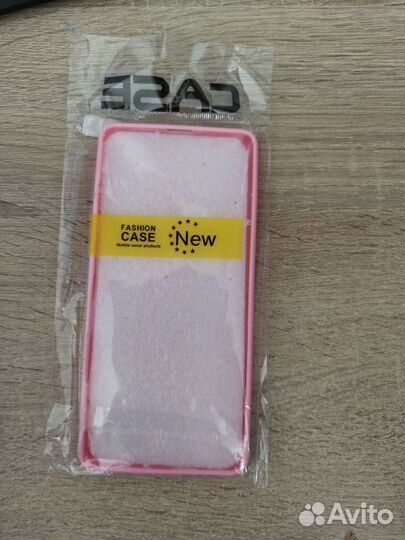 CASE
FASHION
CASE
Mobile cover products
New
Avito